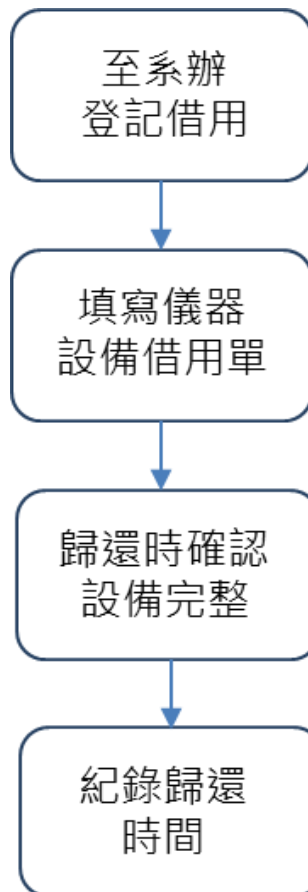 至系辦
登記借用
填寫儀器
設備借用單
歸還時確認
設備完整
紀錄歸還
時間